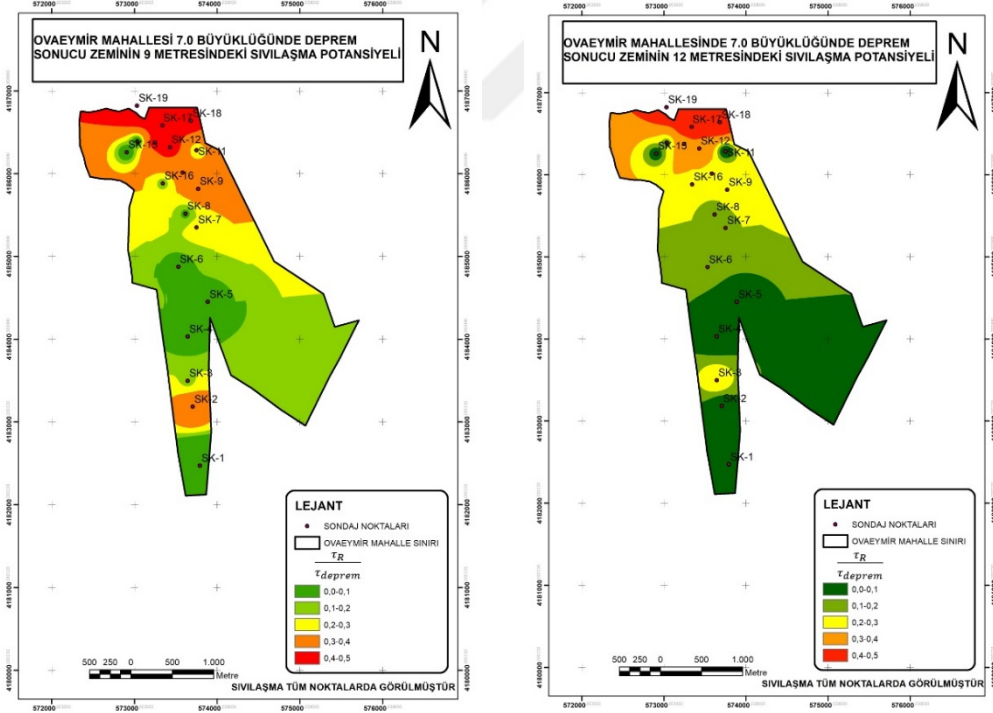 572000 573000 574000 575000 576000
OVAEYMİR MAHALLESİ 7.0 BÜYÜKLÜĞÜNDE DEPREM
SONUCU ZEMİNİN 9 METRESİNDEKİ SIVILAŞMA POTANSİYELİ
N
4187000
4186000
4185000
4184000
4183000
4182000
4181000
4180000
SK-19
SK-18
SK-17
SK-12
SK-15
SK-11
SK-16
SK-9
SK-8
SK-7
SK-6
SK-5
SK-4
SK-3
SK-2
SK-1
LEJANT
SONDAJ NOKTALARI
OVAEYMİR MAHALLE SINIRI
τR
τdeprem
0,0-0,1
0,1-0,2
0,2-0,3
0,3-0,4
0,4-0,5
500 250 0 500 1.000
Metre
SIVILAŞMA TÜM NOKTALARDA GÖRÜLMÜŞTÜR
572000 573000 574000 575000 576000
572000 573000 574000 575000 576000
OVAEYMİR MAHALLESİNDE 7.0 BÜYÜKLÜĞÜNDE DEPREM
SONUCU ZEMİNİN 12 METRESİNDEKİ SIVILAŞMA POTANSİYELİ
N
4187000
4186000
4185000
4184000
4183000
4182000
4181000
4180000
SK-19
SK-18
SK-17
SK-12
SK-15
SK-11
SK-16
SK-9
SK-8
SK-7
SK-6
SK-5
SK-4
SK-3
SK-2
SK-1
LEJANT
SONDAJ NOKTALARI
OVAEYMİR MAHALLE SINIRI
τR
τdeprem
0,0-0,1
0,1-0,2
0,2-0,3
0,3-0,4
0,4-0,5
500 250 0 500 1.000
Metre
SIVILAŞMA TÜM NOKTALARDA GÖRÜLMÜŞTÜR
572000 573000 574000 575000 576000